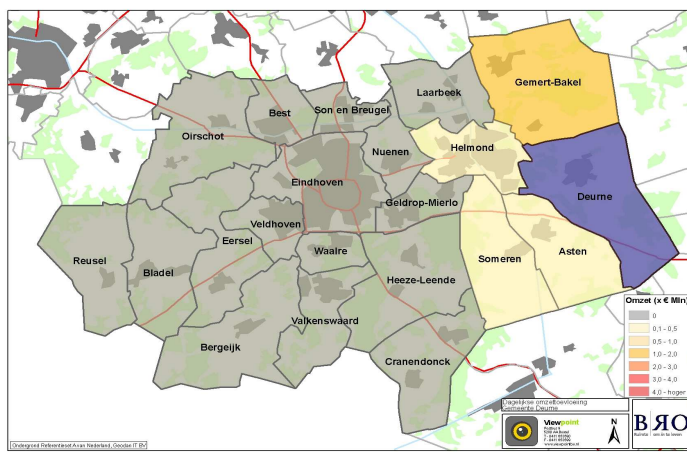 Laarbeek
Gemert-Bakel
Best
Son en Breugel
Oirschot
Nuenen
Helmond
Eindhoven
Deurne
Geldrop-Mierlo
Veldhoven
Eersel
Waalre
Someren
Asten
Reusel
Bladel
Heeze-Leende
Valkenswaard
Bergeijk
Cranendonck
Omzet (x € Mln)
0
0,1 - 0,5
0,5 - 1,0
1,0 - 2,0
2,0 - 3,0
3,0 - 4,0
4,0 - hoger
Dagelijkse omzettoevloeiing
Gemeente Deurne
Viewpoint
N
BRO
Ondergrond Referentieset Avan Nederland, Geodan IT BV